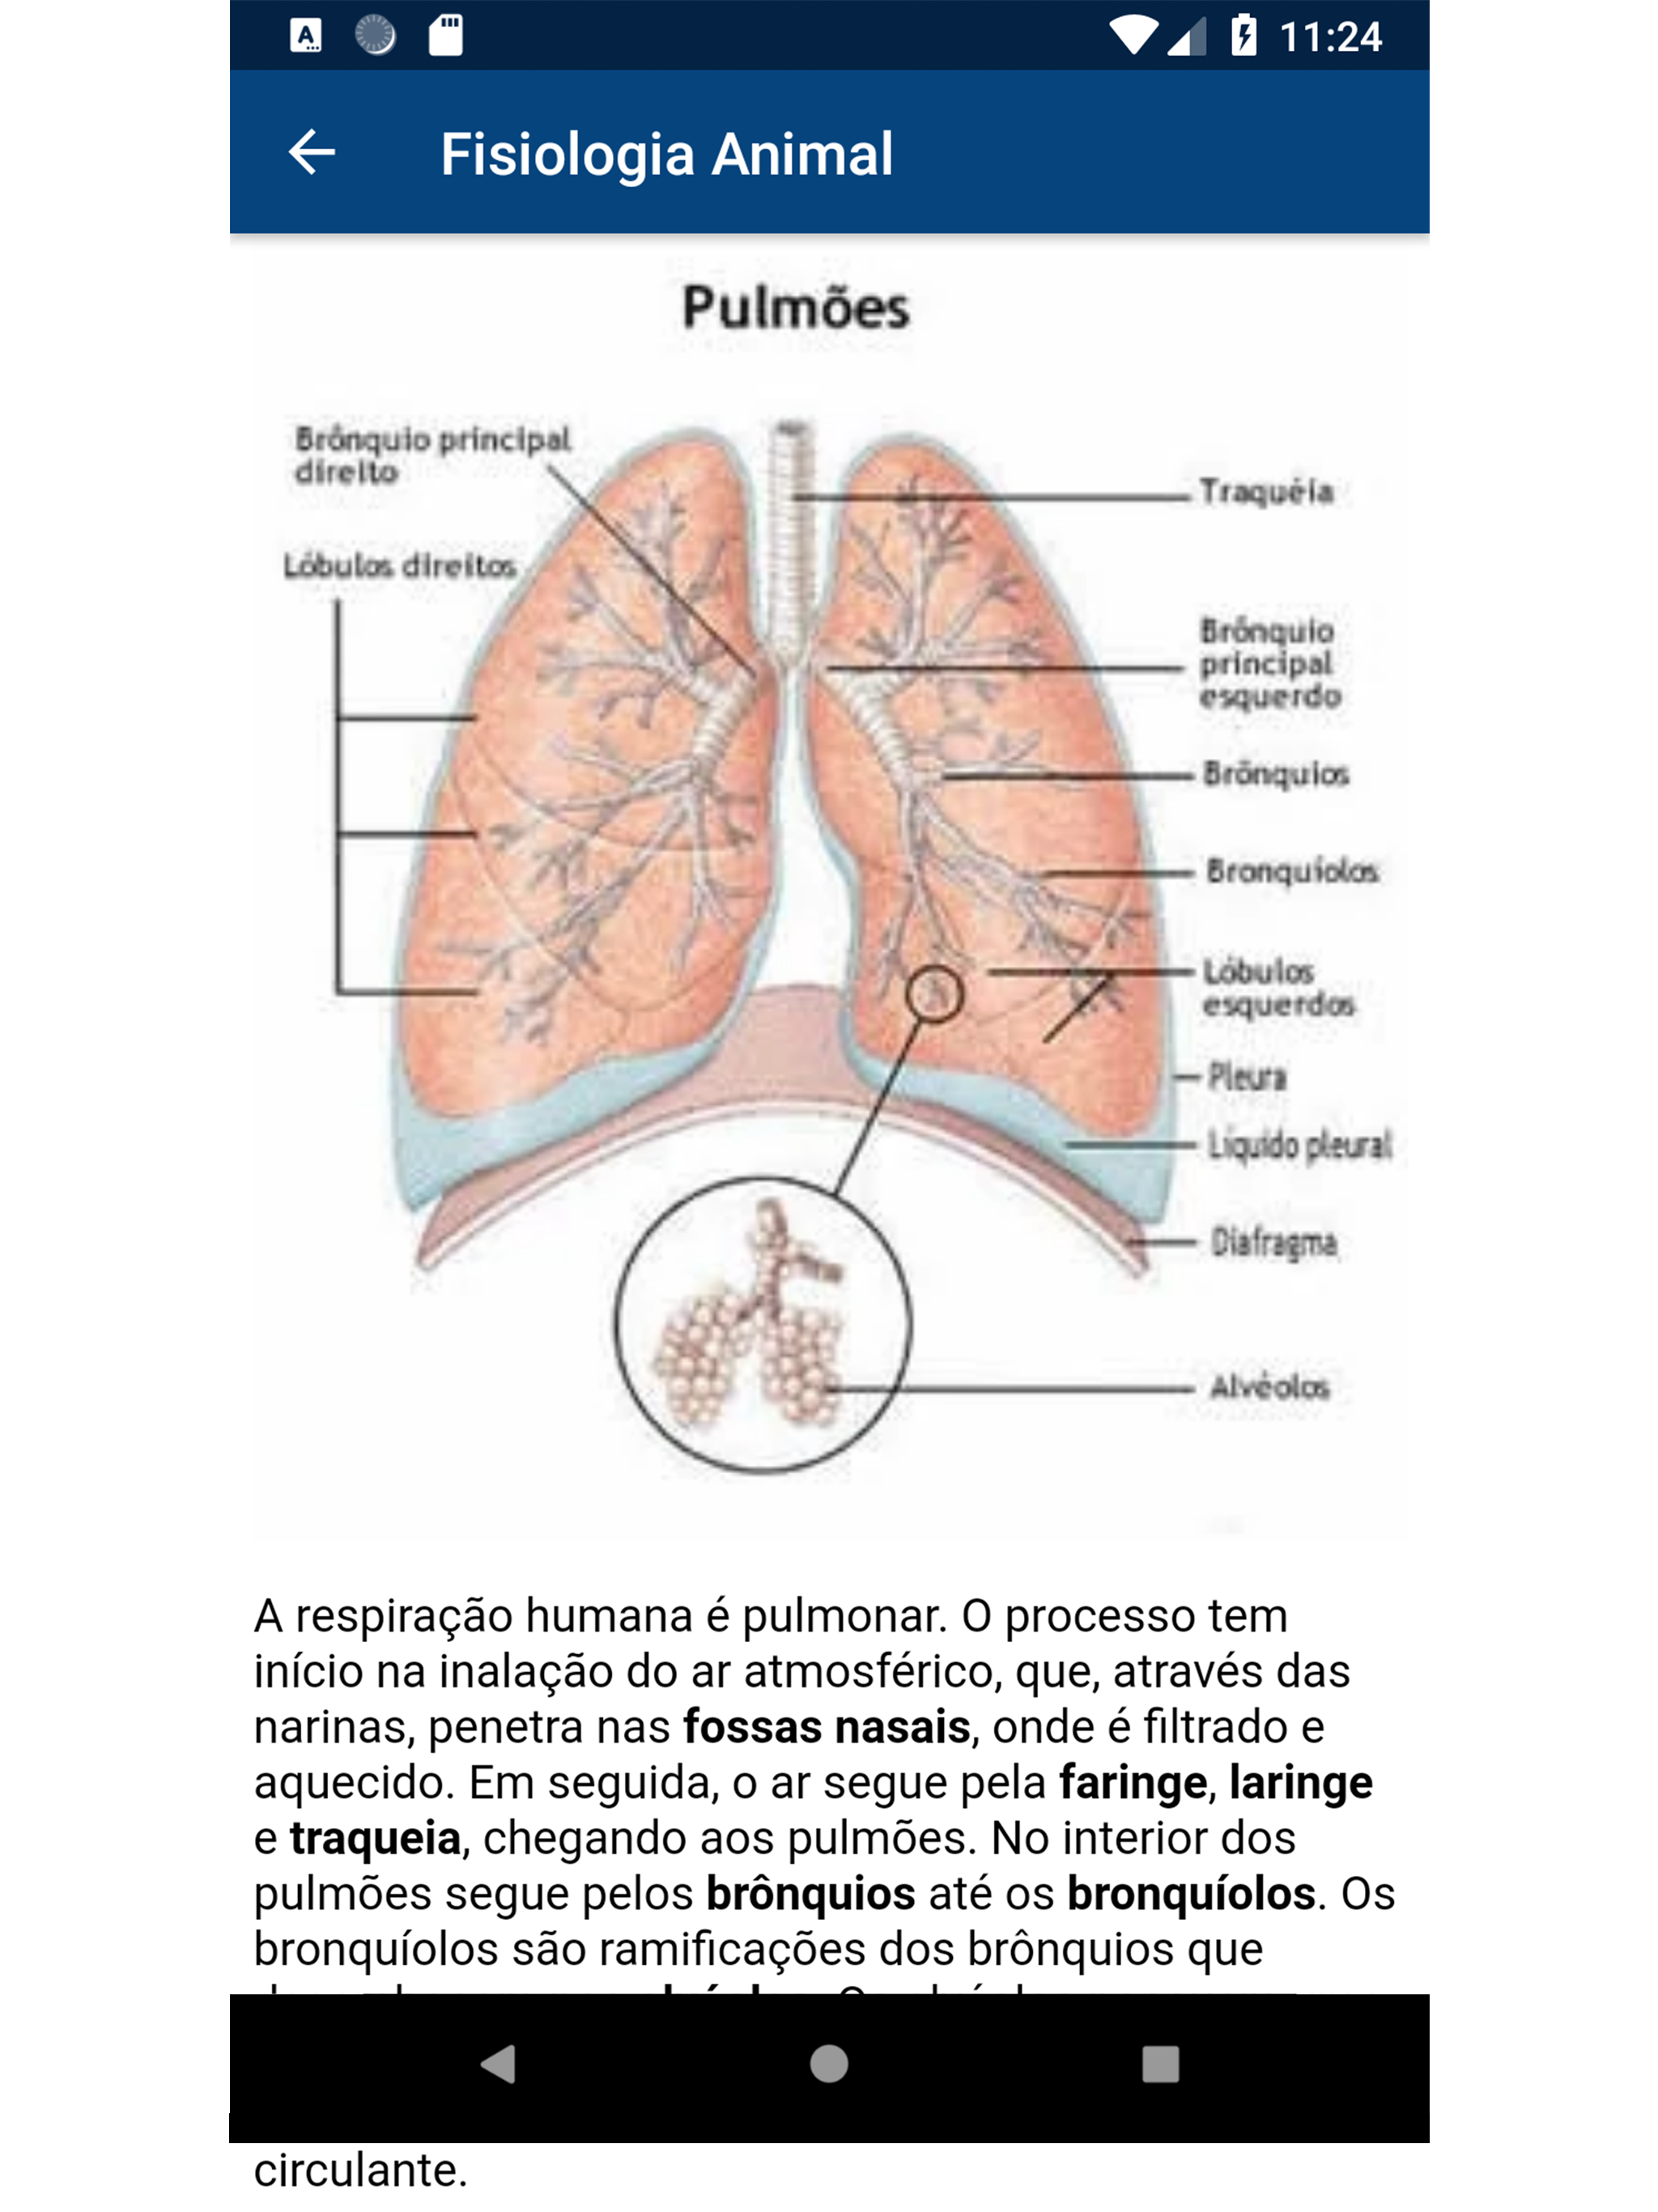 11:24
Fisiologia Animal
Pulmões
Brônquio principal
direito
Lóbulos direitos
Traquéia
Brônquio
principal
esquerdo
Brônquios
Bronquíolos
Lóbulos
esquerdos
Pleura
Líquido pleural
Diafragma
Alvéolos
A respiração humana é pulmonar. O processo tem
início na inalação do ar atmosférico, que, através das
narinas, penetra nas fossas nasais, onde é filtrado e
aquecido. Em seguida, o ar segue pela faringe, laringe
e traqueia, chegando aos pulmões. No interior dos
pulmões segue pelos brônquios até os bronquíolos. Os
bronquíolos são ramificações dos brônquios que
circulante.